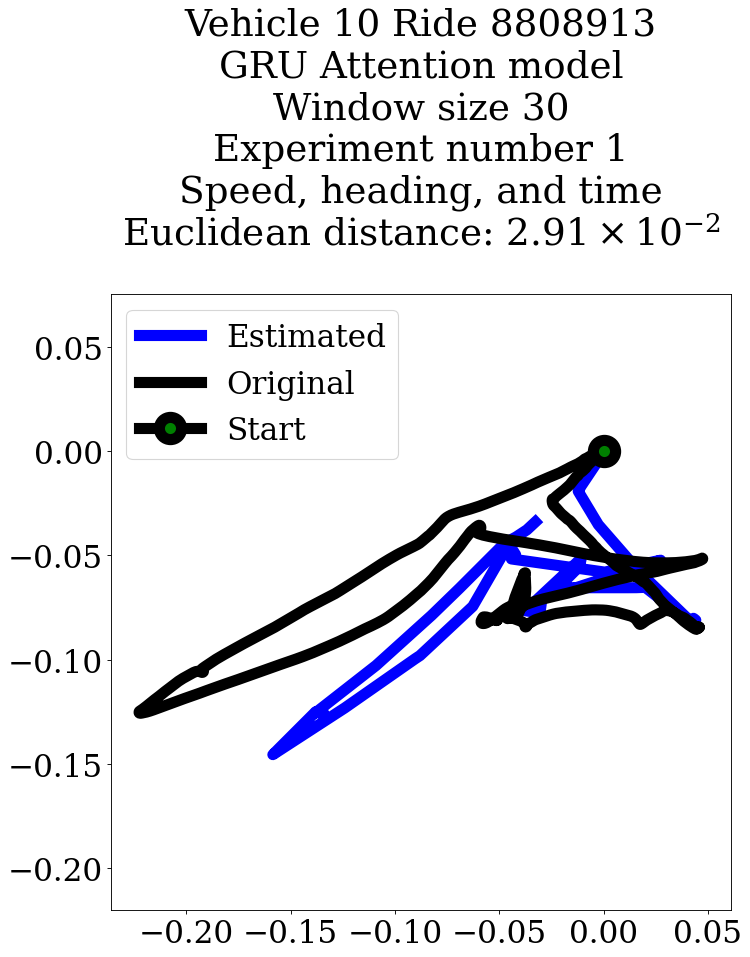 Vehicle 10 Ride 8808913
GRU Attention model
Window size 30
Experiment number 1
Speed, heading, and time
Euclidean distance: 2.91 × 10⁻²
Estimated
Original
Start
0.05
0.00
−0.05
−0.10
−0.15
−0.20
−0.20 −0.15 −0.10 −0.05 0.00 0.05